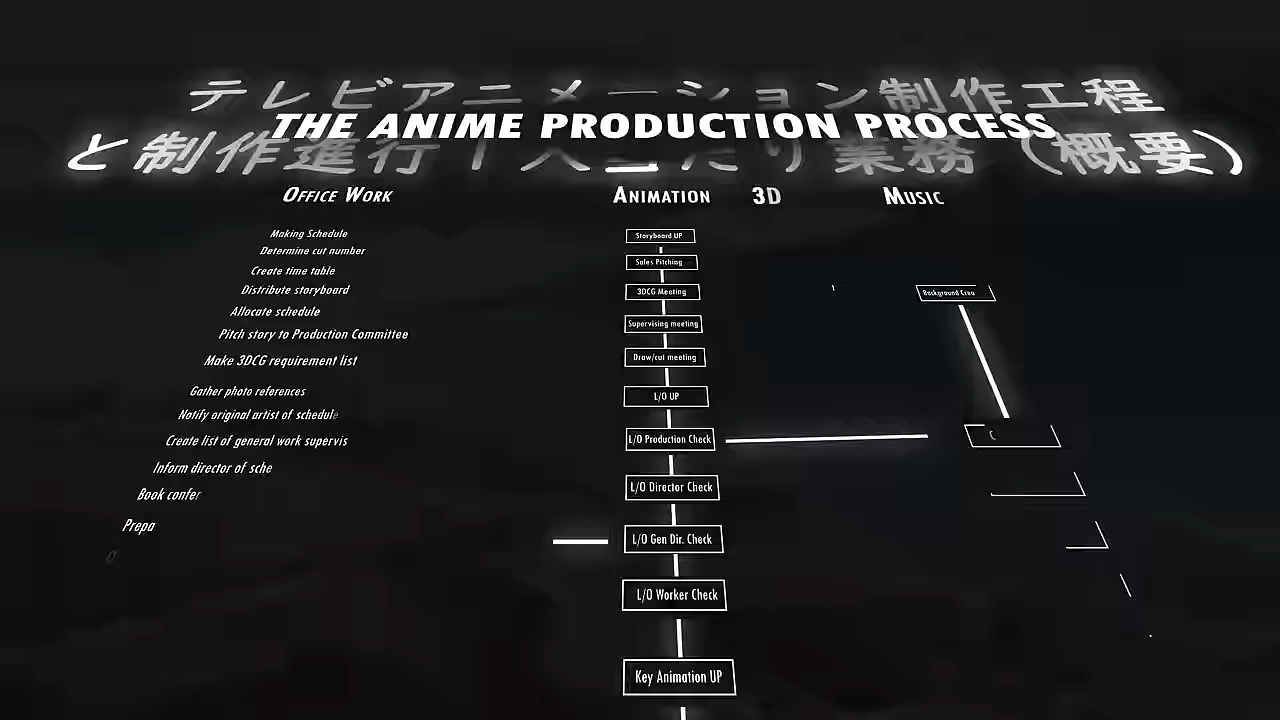 テレビアニメーション制作工程
THE ANIME PRODUCTION PROCESS
と制作進行1人当たり業務（概要）
OFFICE WORK
ANIMATION
3D
MUSIC
Making Schedule
Determine cut number
Create time table
Distribute storyboard
Allocate schedule
Pitch story to Production Committee
Make 3DCG requirement list
Gather photo references
Notify original artist of schedule
Create list of general work supervis
Inform director of sche
Book confer
Prepa
Storyboard UP
Sales Pitching
3DCG Meeting
Supervising meeting
Draw/cut meeting
L/O UP
L/O Production Check
L/O Director Check
L/O Gen Dir. Check
L/O Worker Check
Key Animation UP
Background Crea